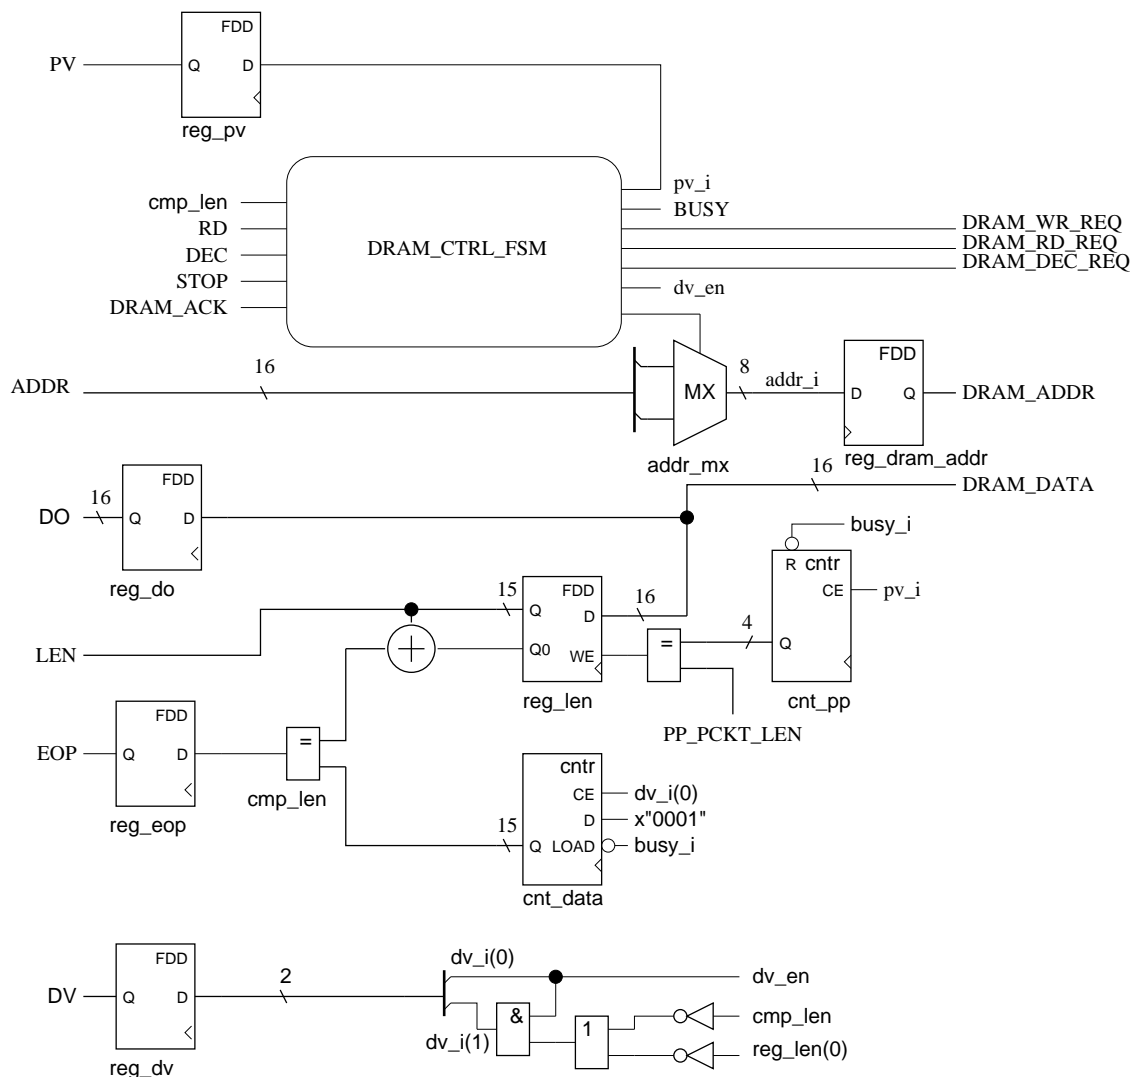 FDD
PV
Q
D
reg_pv
cmp_len
RD
DEC
STOP
DRAM_ACK
DRAM_CTRL_FSM
pv_i
BUSY
DRAM_WR_REQ
DRAM_RD_REQ
DRAM_DEC_REQ
dv_en
ADDR
16
MX
addr_mx
8
addr_i
FDD
D
Q
reg_dram_addr
DRAM_ADDR
16
DRAM_DATA
DO
16
FDD
Q
D
reg_do
busy_i
R
cntr
CE
pv_i
Q
cnt_pp
4
15
FDD
Q
D
16
Q0
WE
reg_len
=
PP_PCKT_LEN
LEN
+
EOP
FDD
Q
D
reg_eop
=
cmp_len
cntr
CE
dv_i(0)
D
x"0001"
15
Q
LOAD
busy_i
cnt_data
DV
FDD
Q
D
reg_dv
2
dv_i(0)
dv_en
dv_i(1)
&
1
cmp_len
reg_len(0)